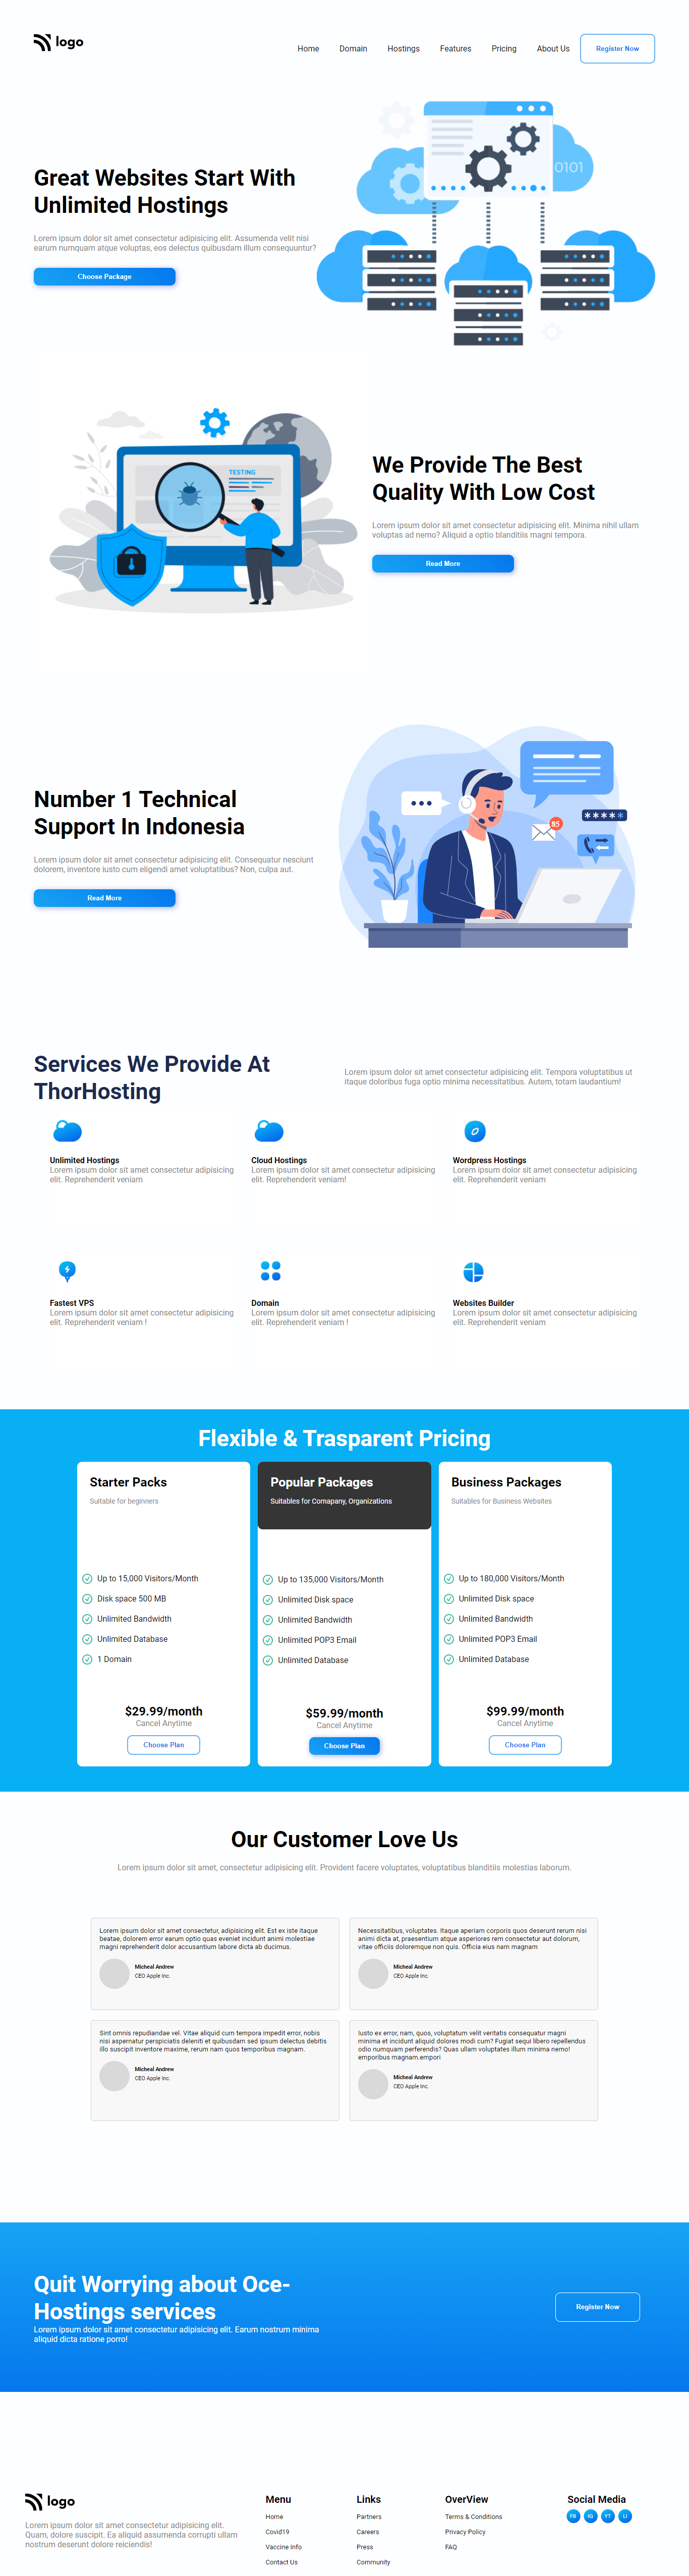 logo
Home Domain Hostings Features Pricing About Us Register Now
Great Websites Start With
Unlimited Hostings
Lorem ipsum dolor sit amet consectetur adipisicing elit. Assumenda velit nisi
earum numquam atque voluptas, eos delectus quibusdam illum consequuntur?
Choose Package
0101
TESTING
We Provide The Best
Quality With Low Cost
Lorem ipsum dolor sit amet consectetur adipisicing elit. Minima nihil ullam
voluptas ad nemo? Aliquid a optio blanditiis magni tempora.
Read More
Number 1 Technical
Support In Indonesia
Lorem ipsum dolor sit amet consectetur adipisicing elit. Consequatur nesciunt
dolorem, inventore iusto cum eligendi amet voluptatibus? Non, culpa aut.
Read More
85
*****
Services We Provide At
ThorHosting
Lorem ipsum dolor sit amet consectetur adipisicing elit. Tempora voluptatibus ut
itaque doloribus fuga optio minima necessitatibus. Autem, totam laudantium!
Unlimited Hostings
Lorem ipsum dolor sit amet consectetur adipisicing
elit. Reprehenderit veniam
Cloud Hostings
Lorem ipsum dolor sit amet consectetur adipisicing
elit. Reprehenderit veniam!
Wordpress Hostings
Lorem ipsum dolor sit amet consectetur adipisicing
elit. Reprehenderit veniam
Fastest VPS
Lorem ipsum dolor sit amet consectetur adipisicing
elit. Reprehenderit veniam !
Domain
Lorem ipsum dolor sit amet consectetur adipisicing
elit. Reprehenderit veniam !
Websites Builder
Lorem ipsum dolor sit amet consectetur adipisicing
elit. Reprehenderit veniam
Flexible & Trasparent Pricing
Starter Packs
Suitable for beginners
Up to 15,000 Visitors/Month
Disk space 500 MB
Unlimited Bandwidth
Unlimited Database
1 Domain
$29.99/month
Cancel Anytime
Choose Plan
Popular Packages
Suitables for Comapany, Organizations
Up to 135,000 Visitors/Month
Unlimited Disk space
Unlimited Bandwidth
Unlimited POP3 Email
Unlimited Database
$59.99/month
Cancel Anytime
Choose Plan
Business Packages
Suitables for Business Websites
Up to 180,000 Visitors/Month
Unlimited Disk space
Unlimited Bandwidth
Unlimited POP3 Email
Unlimited Database
$99.99/month
Cancel Anytime
Choose Plan
Our Customer Love Us
Lorem ipsum dolor sit amet, consectetur adipisicing elit. Provident facere voluptates, voluptatibus blanditiis molestias laborum.
Lorem ipsum dolor sit amet consectetur, adipisicing elit. Est ex iste itaque
beatae, dolorem error earum optio quas eveniet incidunt animi molestiae
magni reprehenderit dolor accusantium labore dicta ab ducimus.
Micheal Andrew
CEO Apple Inc.
Necessitatibus, voluptates. Itaque aperiam corporis quos deserunt rerum nisi
animi dicta at, praesentium atque asperiores rem consectetur aut dolorum,
vitae officiis doloremque non quis. Officia eius nam magnam
Micheal Andrew
CEO Apple Inc.
Sint omnis repudiandae vel. Vitae aliquid cum tempora impedit error, nobis
nisi aspernatur perspiciatis deleniti et quibusdam sed ipsum delectus debitis
illo suscipit inventore maxime, rerum nam quos temporibus magnam.
Micheal Andrew
CEO Apple Inc.
Iusto ex error, nam, quos, voluptatum velit veritatis consequatur magni
minima et incidunt aliquid dolores modi cum? Fugiat sequi libero repellendus
odio numquam perferendis? Quas ullam voluptates illum minima nemo!
emporibus magnam.empori
Micheal Andrew
CEO Apple Inc.
Quit Worrying about Oce-
Hostings services
Lorem ipsum dolor sit amet consectetur adipisicing elit. Earum nostrum minima
aliquid dicta ratione porro!
Register Now
logo
Lorem ipsum dolor sit amet consectetur adipisicing elit.
Quam, dolore suscipit. Ea aliquid assumenda corrupti ullam
nostrum deserunt dolore reiciendis!
Menu
Home
Covid19
Vaccine Info
Contact Us
Links
Partners
Careers
Press
Community
OverView
Terms & Conditions
Privacy Policy
FAQ
Social Media
FB IG YT LI